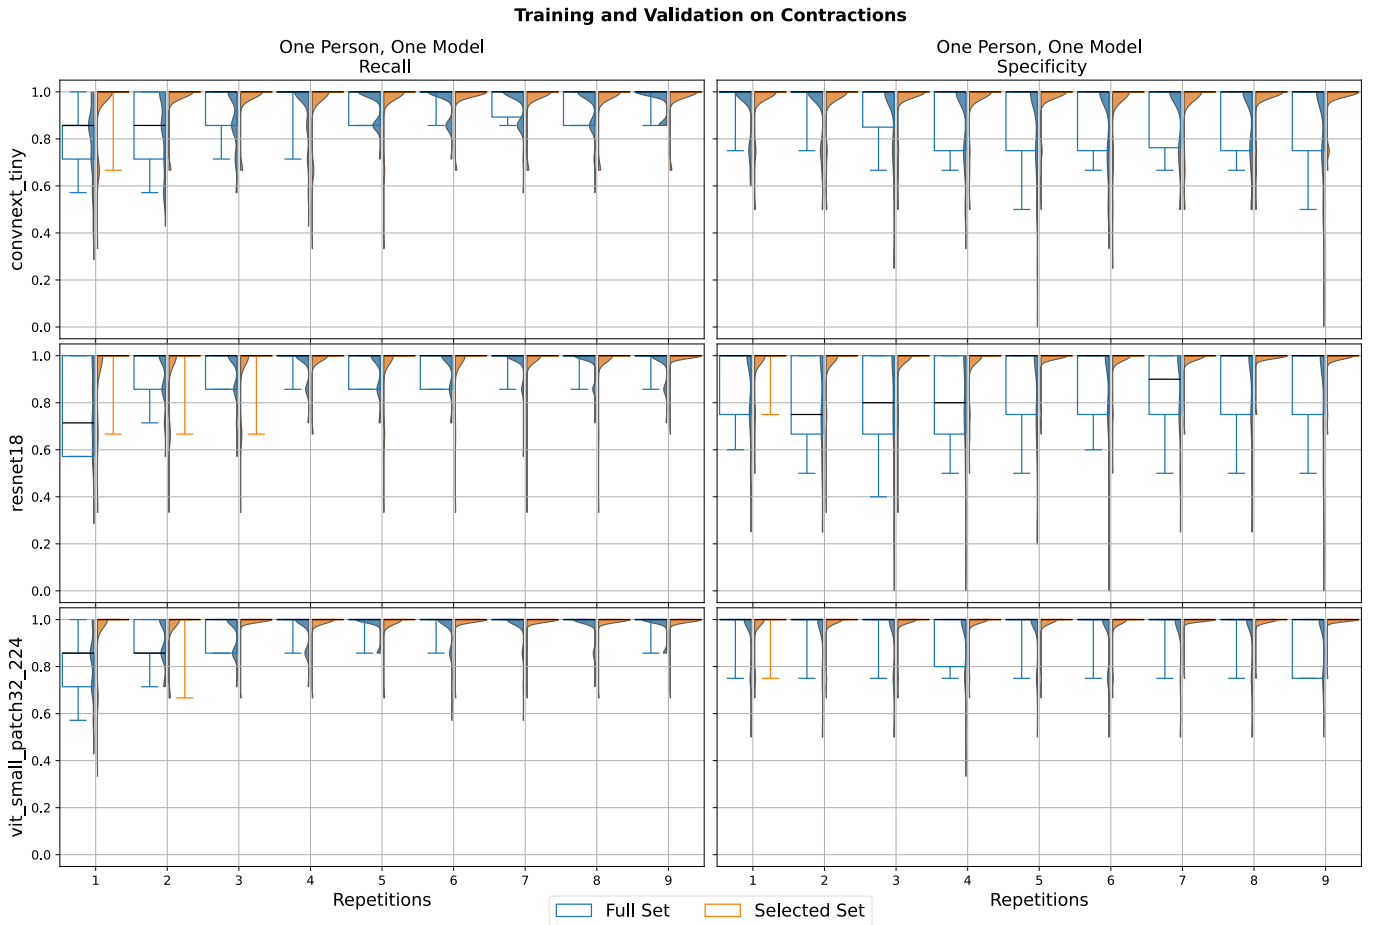 Training and Validation on Contractions
One Person, One Model
Recall
One Person, One Model
Specificity
convnext_tiny
1.0
0.8
0.6
0.4
0.2
0.0
resnet18
1.0
0.8
0.6
0.4
0.2
0.0
vit_small_patch32_224
1.0
0.8
0.6
0.4
0.2
0.0
1 2 3 4 5 6 7 8 9
Repetitions
1 2 3 4 5 6 7 8 9
Repetitions
Full Set
Selected Set